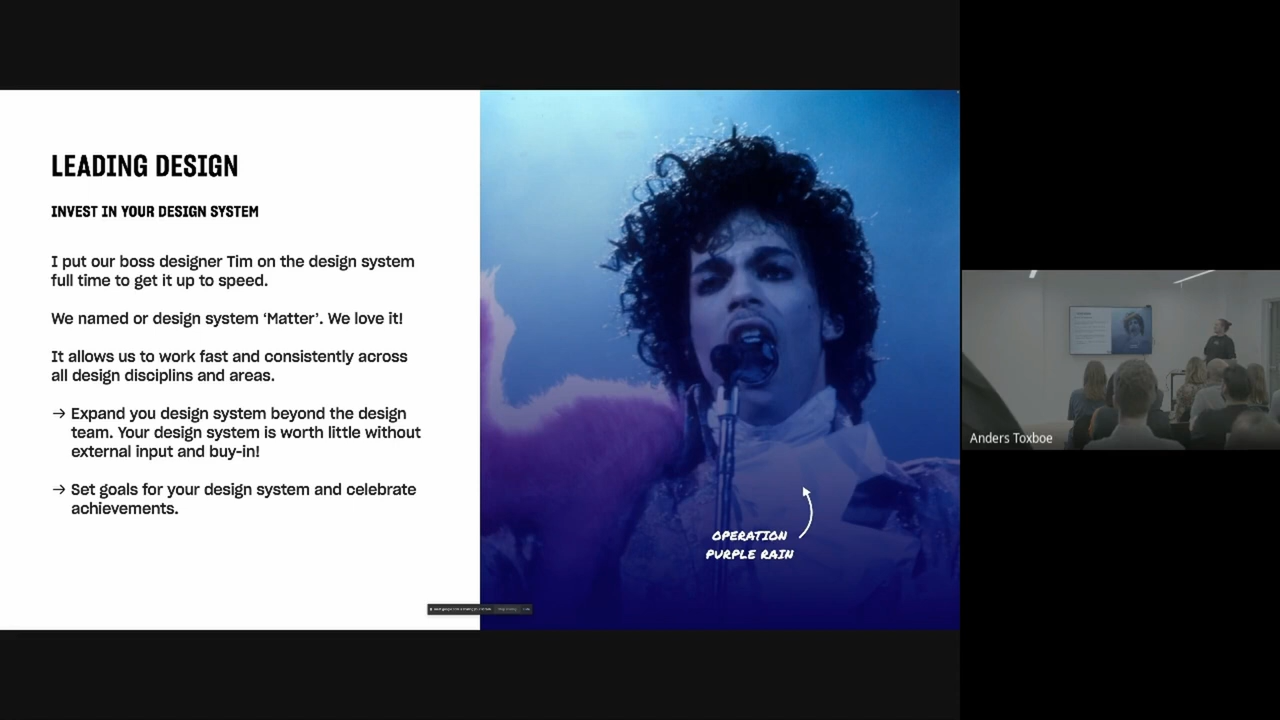 LEADING DESIGN
INVEST IN YOUR DESIGN SYSTEM
I put our boss designer Tim on the design system
full time to get it up to speed.
We named or design system ‘Matter’. We love it!
It allows us to work fast and consistently across
all design disciplins and areas.
→ Expand you design system beyond the design
team. Your design system is worth little without
external input and buy-in!
→ Set goals for your design system and celebrate
achievements.
OPERATION
PURPLE RAIN
Anders Toxboe